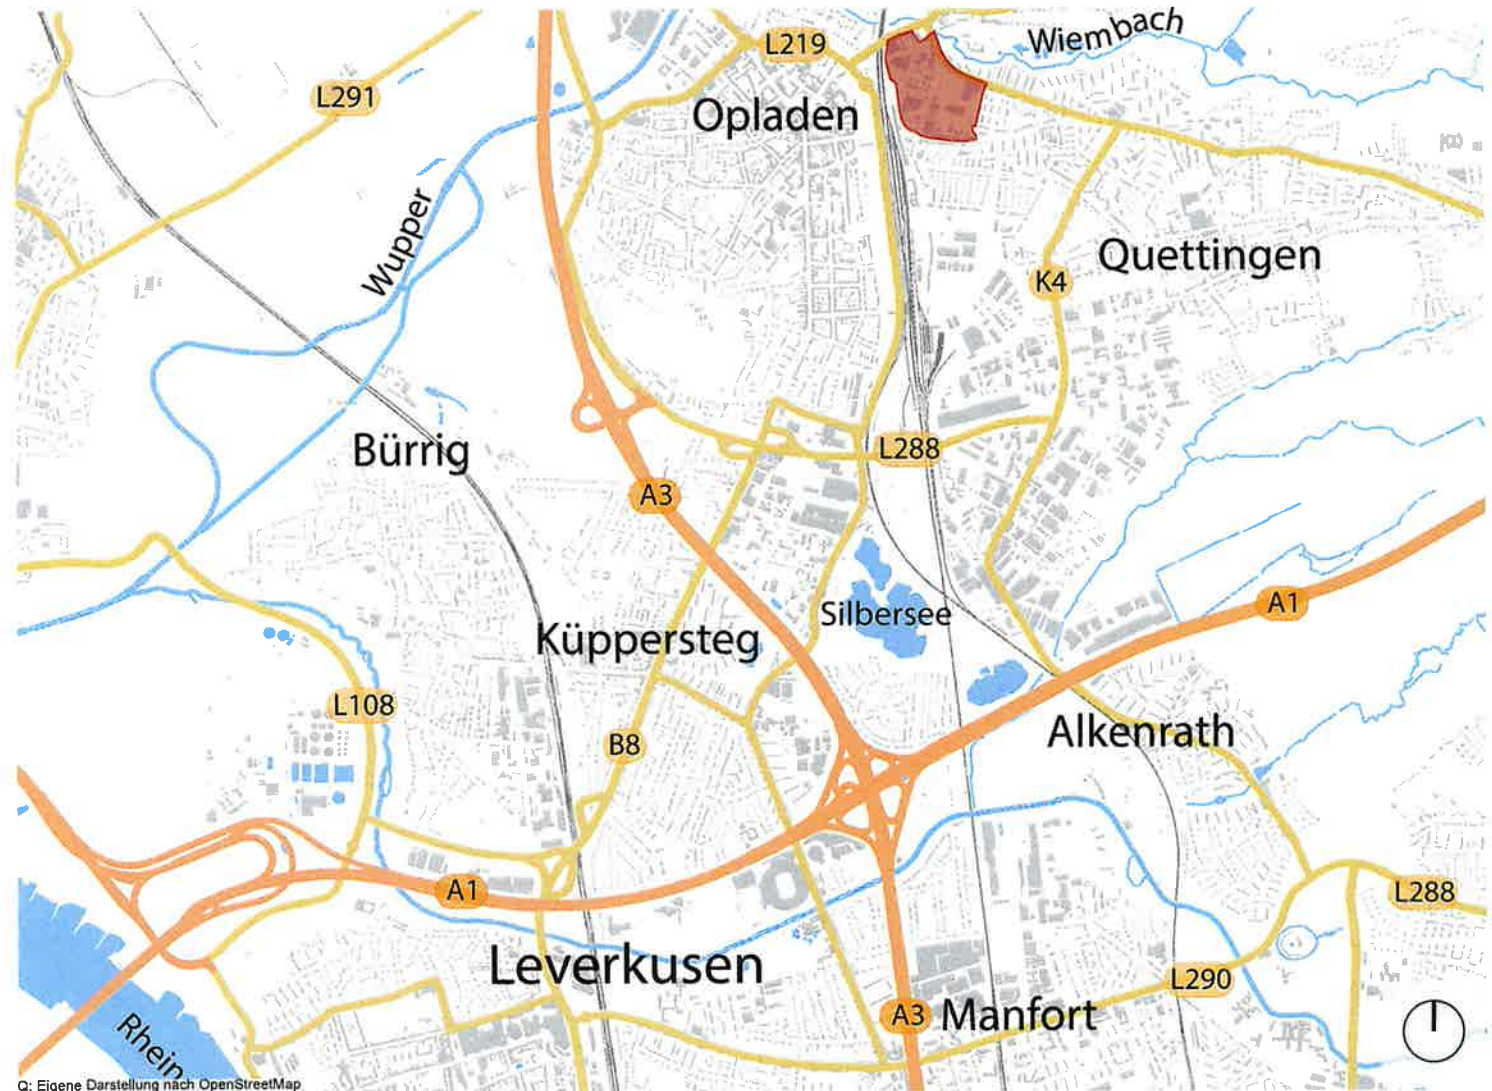 Wiembach
L219
L291
Opladen
Wupper
Quettingen
K4
Bürrig
L288
A3
A1
Silbersee
Küppersteg
L108
Alkenrath
B8
A1
L288
Leverkusen
L290
A3
Manfort
Rhein
Q: Eigene Darstellung nach OpenStreetMap